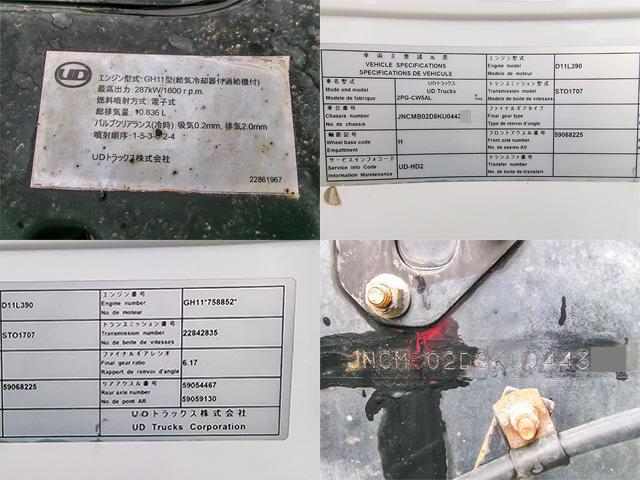 UD
エンジン型式: GH11型(給気冷却器付過給機付)
最高出力: 287kW/1600 r.p.m.
燃料噴射方式: 電子式
総排気量: 10.836 L
バルブクリアランス(冷時): 吸気0.2mm, 排気2.0mm
噴射順序: 1-5-3-6-2-4
UDトラックス株式会社
22861967
車両主要諸元票
VEHICLE SPECIFICATIONS
SPECIFICATIONS DE VEHICULE
車名型式
Made and model
Modele de fabrique
UDトラックス
UD Trucks
2PG-CW5AL
車台番号
Chassis number
No. de chassis
JNCMB02D8KU0443
軸距記号
Wheel base code
Empattment
H
サービスインフォコード
Service info Code
Information Maintenance
UD-HD2
エンジン型式
Engine model
Modele de moteur
D11L390
トランスミッション型式
Transmission model
Modele de boite de vitesses
STO1707
ファイナルギアタイプ
Final gear type
Type de renvoi d'angle
フロントアクスル番号
Front axle number
No de essreu AV.
59068225
トランスファ番号
Transfer number
No de boite de transfert
D11L390
エンジン番号
Engine number
No. de moteur
GH11*758852*
STO1707
トランスミッション番号
Transmission number
No. de boite de vitesses
22842835
ファイナルギアレシオ
Final gear ratio
Rapport de renvoi d'angle
6.17
59068225
リアアクスル番号
Rear axle number
No. de pont AR.
59054467
59059130
UDトラックス株式会社
UD Trucks Corporation